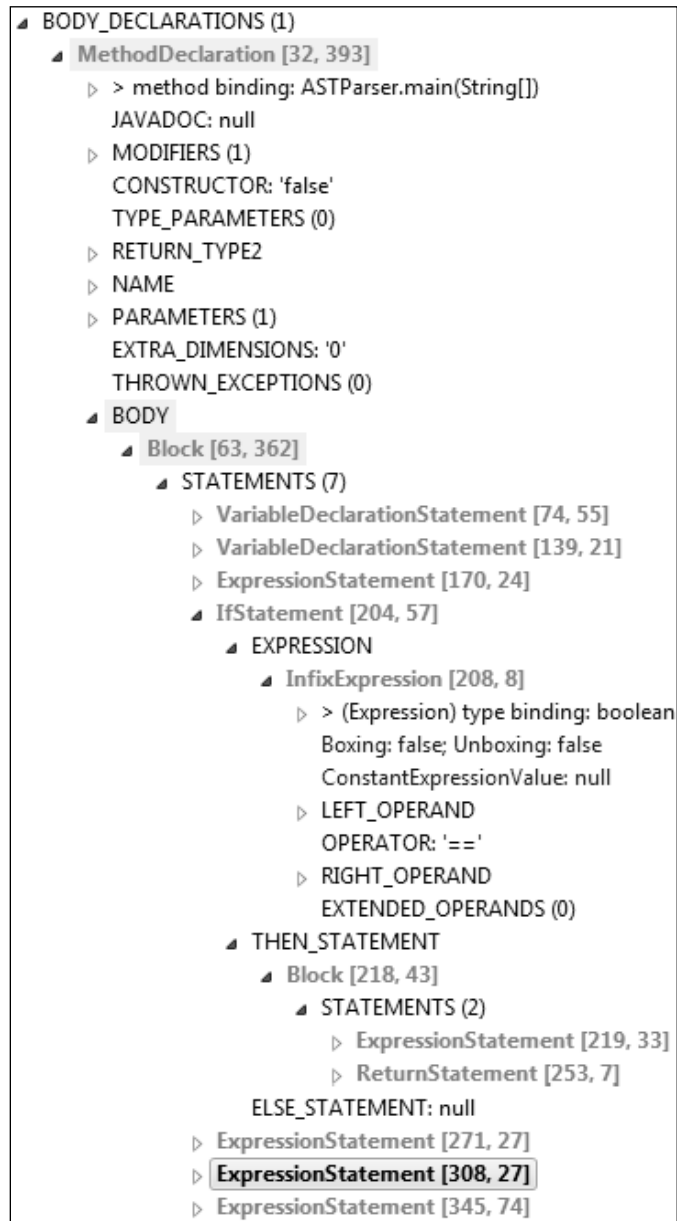 BODY_DECLARATIONS (1)
MethodDeclaration [32, 393]
> method binding: ASTParser.main(String[])
JAVADOC: null
MODIFIERS (1)
CONSTRUCTOR: 'false'
TYPE_PARAMETERS (0)
RETURN_TYPE2
NAME
PARAMETERS (1)
EXTRA_DIMENSIONS: '0'
THROWN_EXCEPTIONS (0)
BODY
Block [63, 362]
STATEMENTS (7)
VariableDeclarationStatement [74, 55]
VariableDeclarationStatement [139, 21]
ExpressionStatement [170, 24]
IfStatement [204, 57]
EXPRESSION
InfixExpression [208, 8]
> (Expression) type binding: boolean
Boxing: false; Unboxing: false
ConstantExpressionValue: null
LEFT_OPERAND
OPERATOR: '=='
RIGHT_OPERAND
EXTENDED_OPERANDS (0)
THEN_STATEMENT
Block [218, 43]
STATEMENTS (2)
ExpressionStatement [219, 33]
ReturnStatement [253, 7]
ELSE_STATEMENT: null
ExpressionStatement [271, 27]
ExpressionStatement [308, 27]
ExpressionStatement [345, 74]